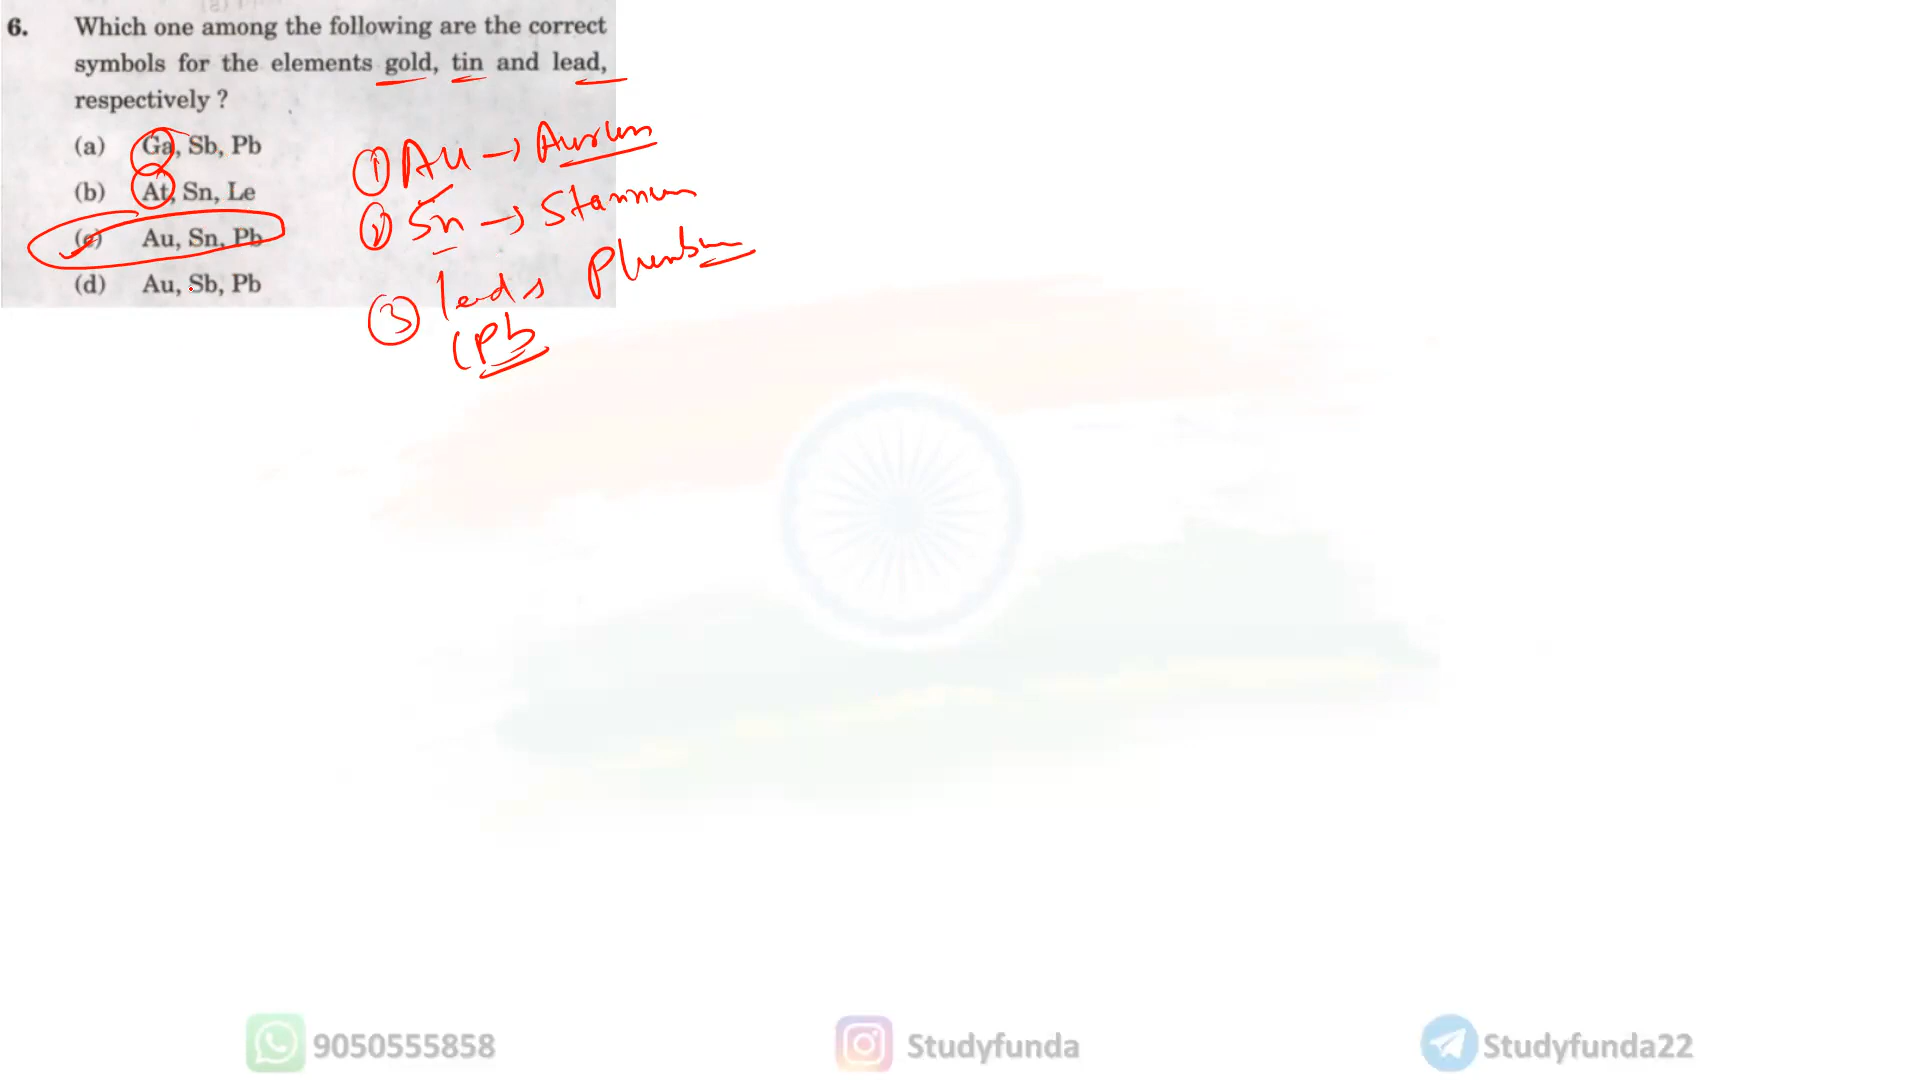 6. Which one among the following are the correct
symbols for the elements gold, tin and lead,
respectively ?
(a) Ga, Sb, Pb
(b) At, Sn, Le
(c) Au, Sn, Pb
(d) Au, Sb, Pb
① Au →
② Sn → Stannum
③ lead
(Pb
9050555858
Studyfunda
Studyfunda22